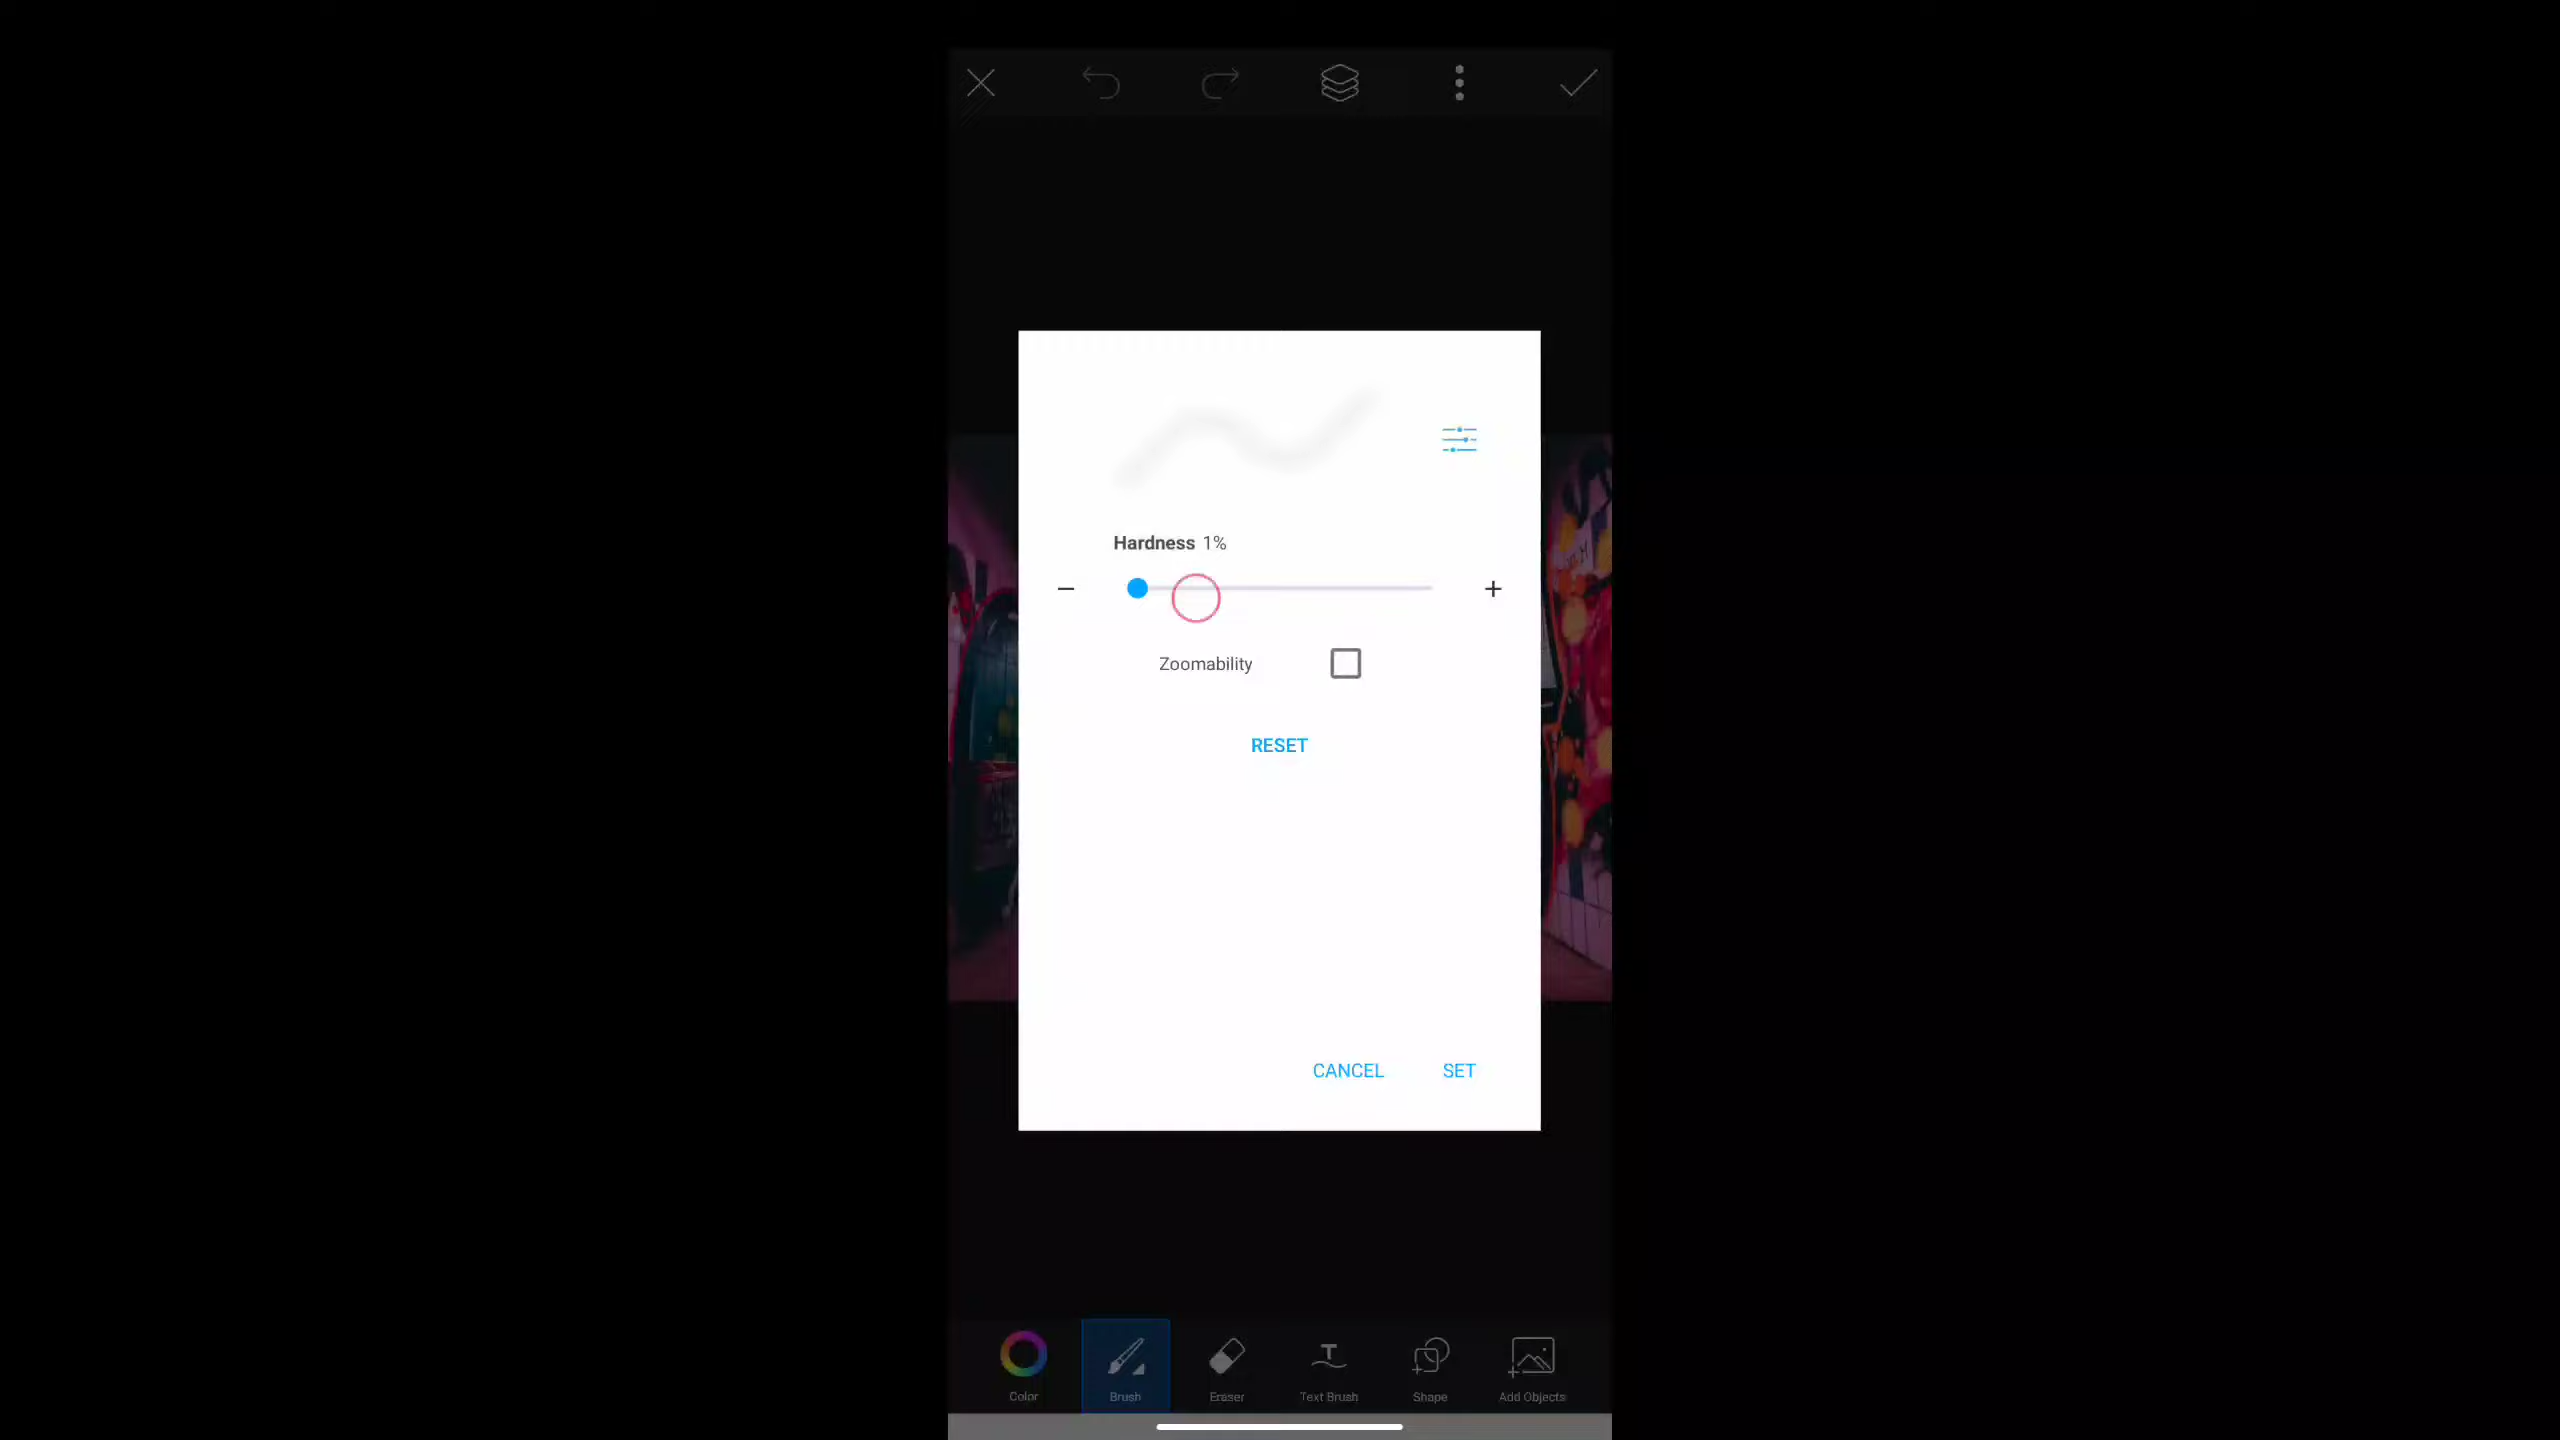 Hardness 1%
Zoomability
RESET
CANCEL SET
Color Brush Eraser Text Brush Shape Add Objects